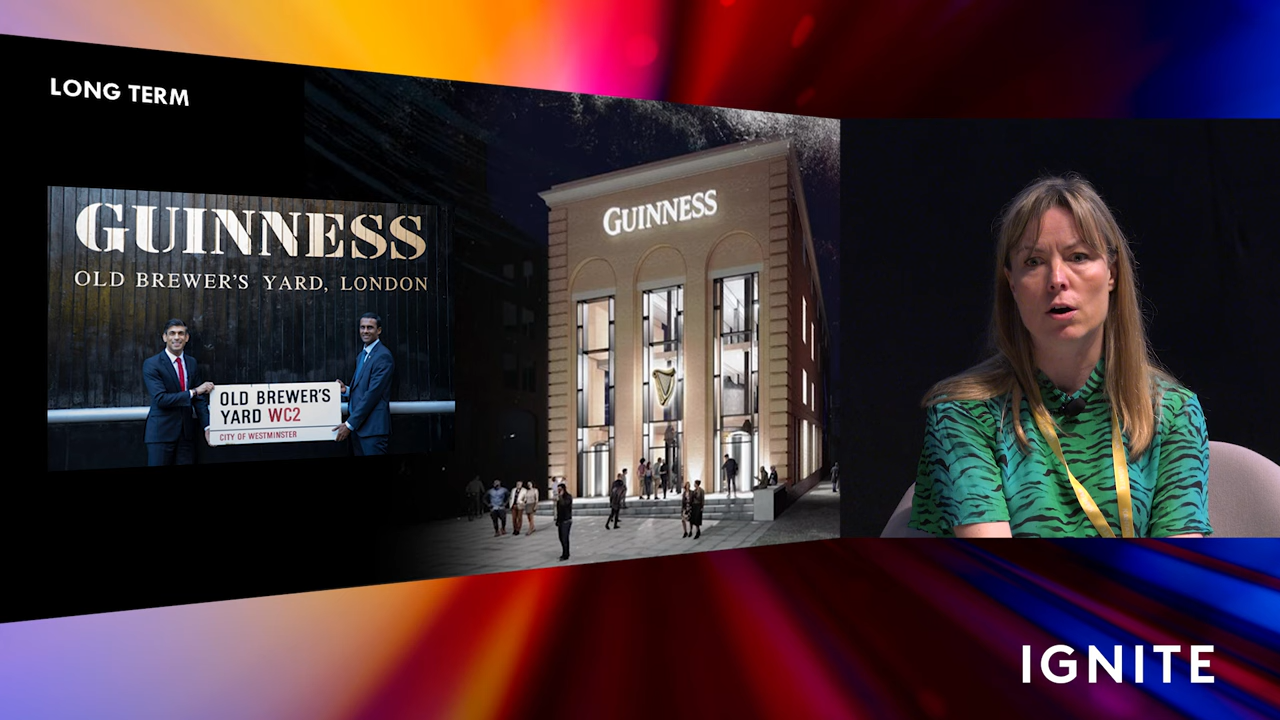 LONG TERM
GUINNESS
OLD BREWER'S YARD, LONDON
OLD BREWER'S
YARD WC2
CITY OF WESTMINSTER
GUINNESS
IGNITE